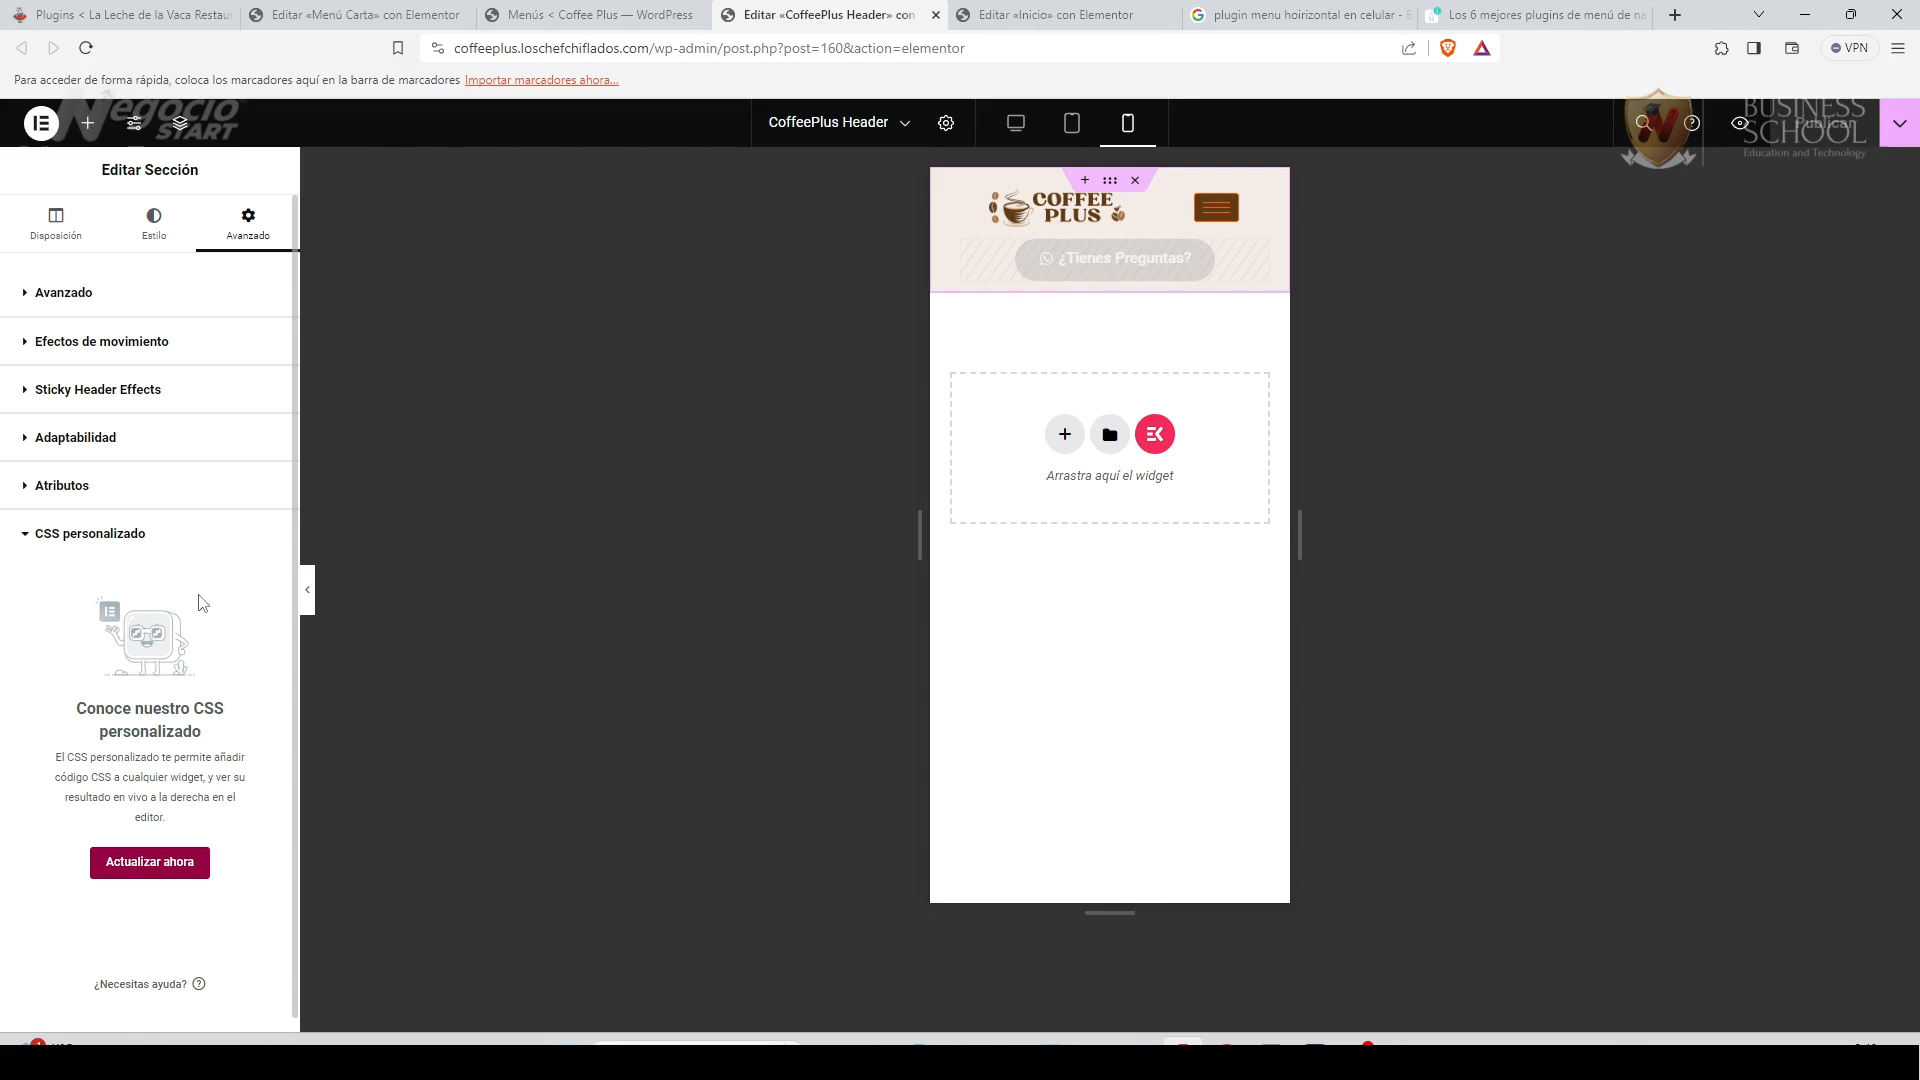 Plugins < La Leche de la Vaca Restaur
Editar «Menú Carta» con Elementor
Menús < Coffee Plus — WordPress
Editar «CoffeePlus Header» con
Editar «Inicio» con Elementor
plugin menu hoirizontal en celular - B
Los 6 mejores plugins de menú de na
coffeeplus.loschefchiflados.com/wp-admin/post.php?post=160&action=elementor
VPN
Para acceder de forma rápida, coloca los marcadores aquí en la barra de marcadores Importar marcadores ahora...
Negocio
START
CoffeePlus Header
Publicar
BUSINESS
SCHOOL
Education and Technology
Editar Sección
Disposición
Estilo
Avanzado
Avanzado
Efectos de movimiento
Sticky Header Effects
Adaptabilidad
Atributos
CSS personalizado
Conoce nuestro CSS
personalizado
El CSS personalizado te permite añadir
código CSS a cualquier widget, y ver su
resultado en vivo a la derecha en el
editor.
Actualizar ahora
¿Necesitas ayuda?
COFFEE
PLUS
¿Tienes Preguntas?
Arrastra aquí el widget